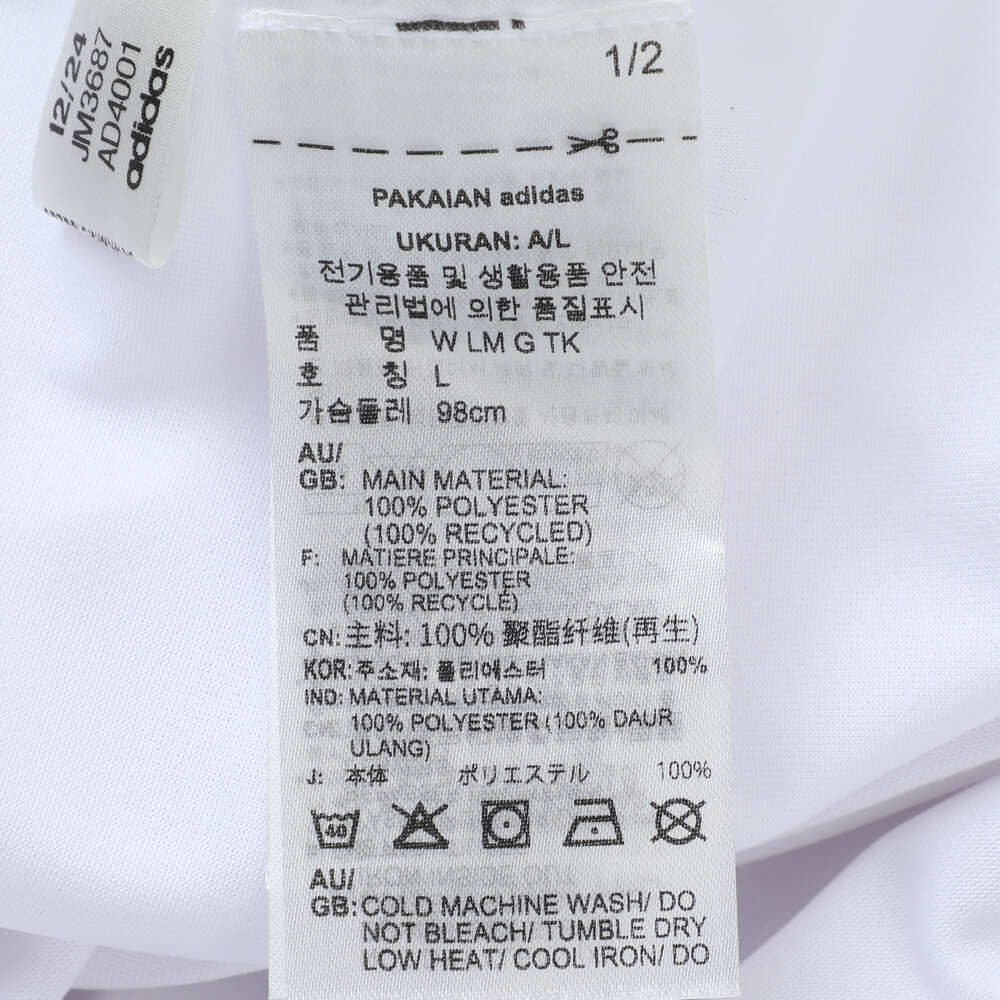 12/24
JM3687
AD4001
adidas
1/2
PAKAIAN adidas
UKURAN: A/L
전기용품 및 생활용품 안전
관리법에 의한 품질표시
품 명 W LM G TK
호 칭 L
가슴둘레 98cm
AU/
GB: MAIN MATERIAL:
100% POLYESTER
(100% RECYCLED)
F: MATIERE PRINCIPALE:
100% POLYESTER
(100% RECYCLÉ)
CN: 主料: 100% 聚酯纤维(再生)
KOR: 주소재: 폴리에스터 100%
IND: MATERIAL UTAMA:
100% POLYESTER (100% DAUR
ULANG)
J: 本体 ポリエステル 100%
40
AU/
GB: COLD MACHINE WASH/ DO
NOT BLEACH/ TUMBLE DRY
LOW HEAT/ COOL IRON/ DO